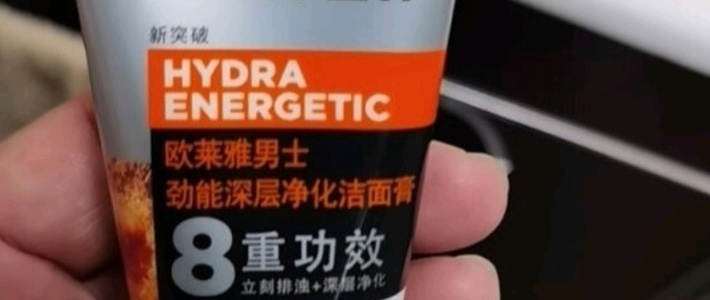 新突破
HYDRA
ENERGETIC
欧莱雅男士
劲能深层净化洁面膏
8重功效
立刻排浊+深层净化